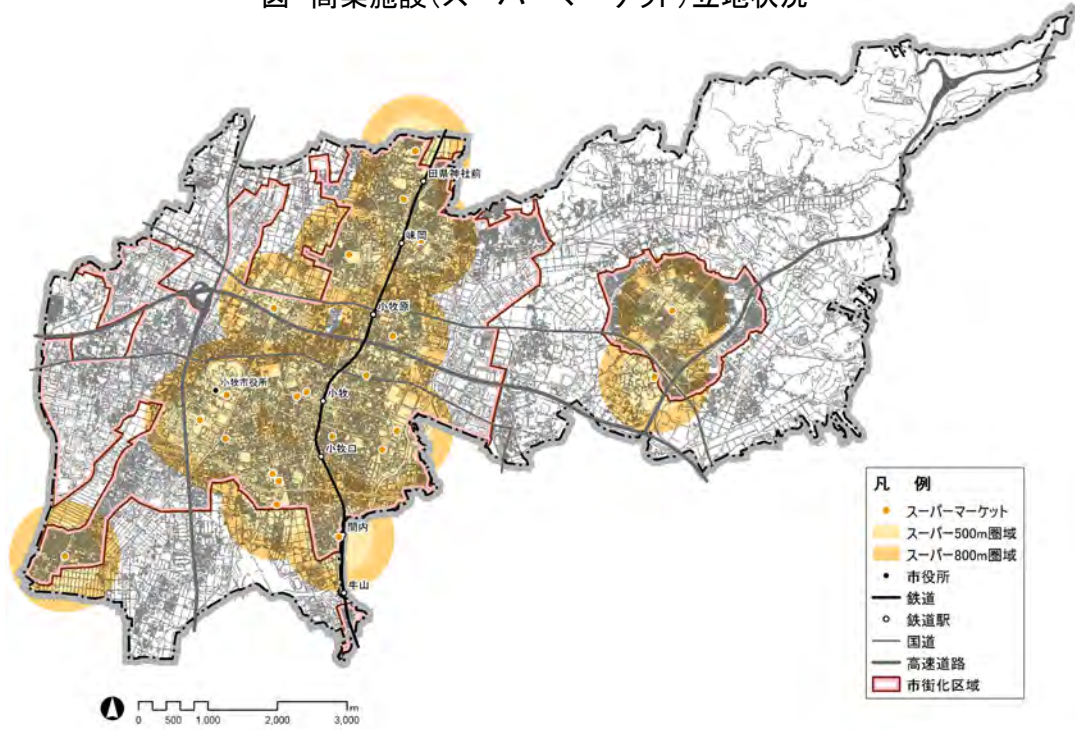 図 商業施設(スーパーマーケット)立地状況
田県神社前
味岡
小牧原
小牧市役所
小牧
小牧口
間内
牛山
凡 例
スーパーマーケット
スーパー500m圏域
スーパー800m圏域
市役所
鉄道
鉄道駅
国道
高速道路
市街化区域
m
0 500 1,000 2,000 3,000